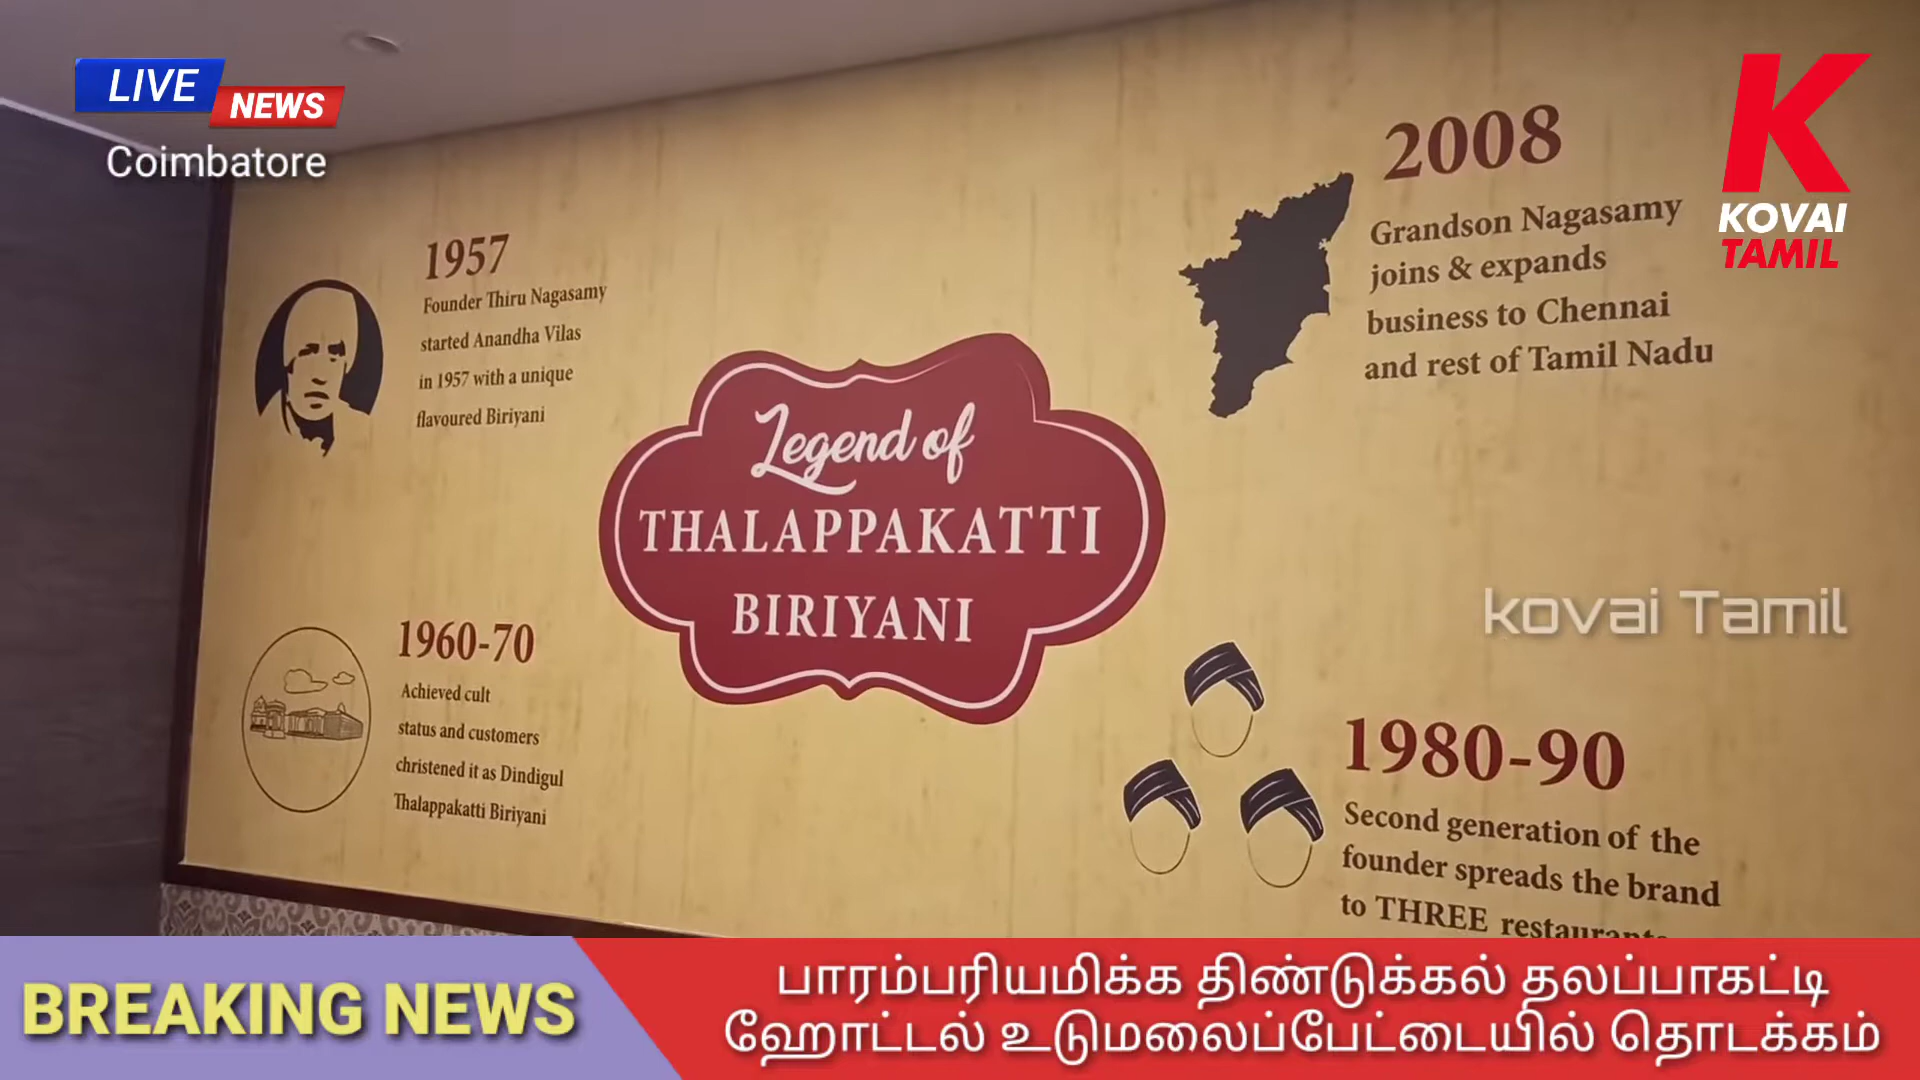 LIVE
NEWS
Coimbatore
K
KOVAI
TAMIL
1957
Founder Thiru Nagasamy
started Anandha Vilas
in 1957 with a unique
flavoured Biriyani
2008
Grandson Nagasamy
joins & expands
business to Chennai
and rest of Tamil Nadu
Legend of
THALAPPAKATTI
BIRIYANI
kovai Tamil
1960-70
Achieved cult
status and customers
christened it as Dindigul
Thalappakatti Biriyani
1980-90
Second generation of the
founder spreads the brand
to THREE restaurants
BREAKING NEWS
பாரம்பரியமிக்க திண்டுக்கல் தலப்பாகட்டி
ஹோட்டல் உடுமலைப்பேட்டையில் தொடக்கம்